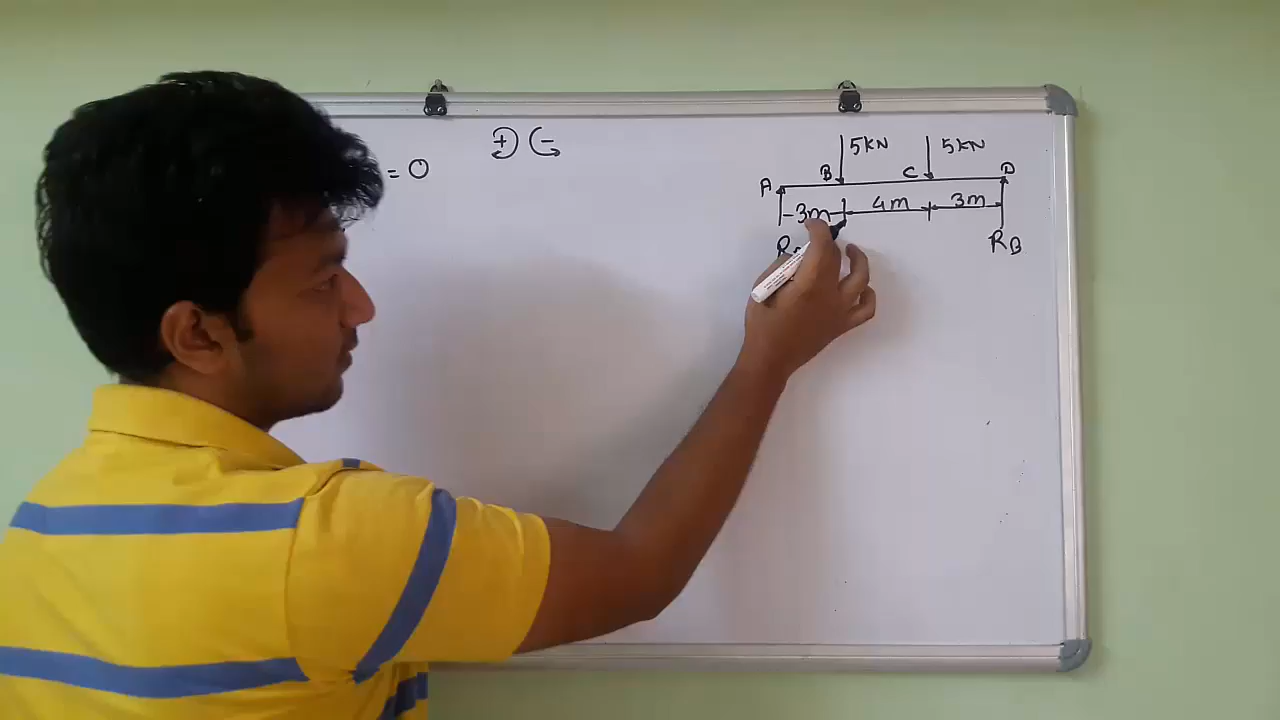 = 0
+ -
5KN 5KN
A B C D
3m 4m 3m
R RB